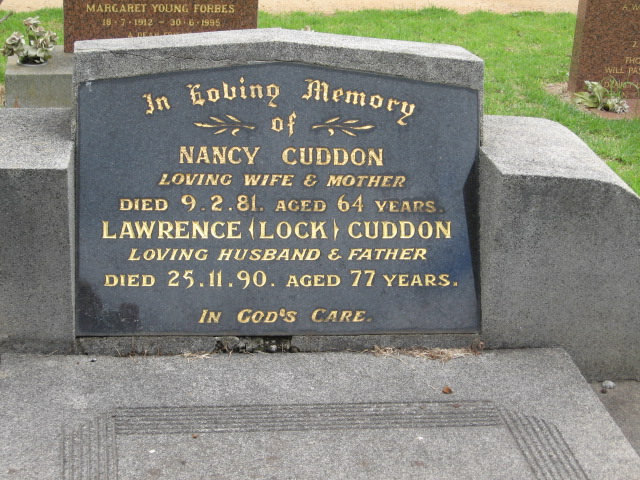 MARGARET YOUNG FORBES
18-7-1912 - 30-6-1995
In Loving Memory
of
NANCY CUDDON
LOVING WIFE & MOTHER
DIED 9.2.81. AGED 64 YEARS.
LAWRENCE (LOCK) CUDDON
LOVING HUSBAND & FATHER
DIED 25.11.90. AGED 77 YEARS.
IN GOD'S CARE.